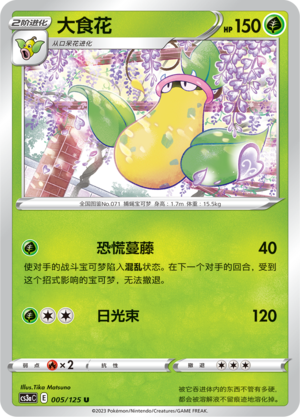 2阶进化 大食花 HP 150
从口呆花进化
全国图鉴No.071 捕蝇宝可梦 身高:1.7m 体重:15.5kg
恐慌蔓藤 40
使对手的战斗宝可梦陷入混乱状态。在下一个对手的回合,受到
这个招式影响的宝可梦,无法撤退。
日光束 120
弱点 ×2 抗性 撤退
Illus.Tika Matsuno
CS3aC E 005/125 U
被它吞进体内的东西不管有多硬,
都会被溶解液不留痕迹地溶化掉。
©2023 Pokémon/Nintendo/Creatures/GAME FREAK.